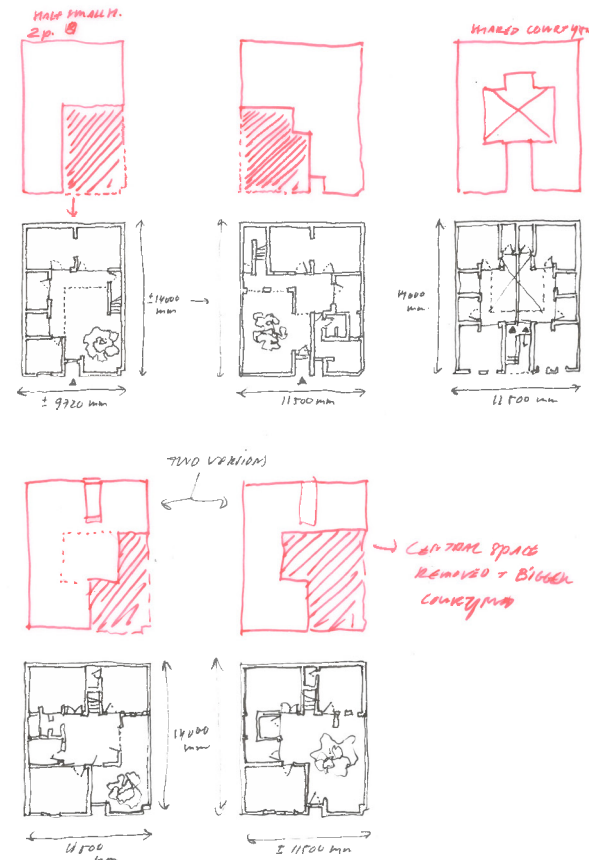 2p.
SHARED COURTYARD
±14000
mm
14000
mm
± 9720 mm
11500 mm
11500 mm
TWO VERSIONS
CENTRAL SPACE
REMOVED + BIGGER
COURTYARD
14000
mm
11500
mm
± 11500 mm